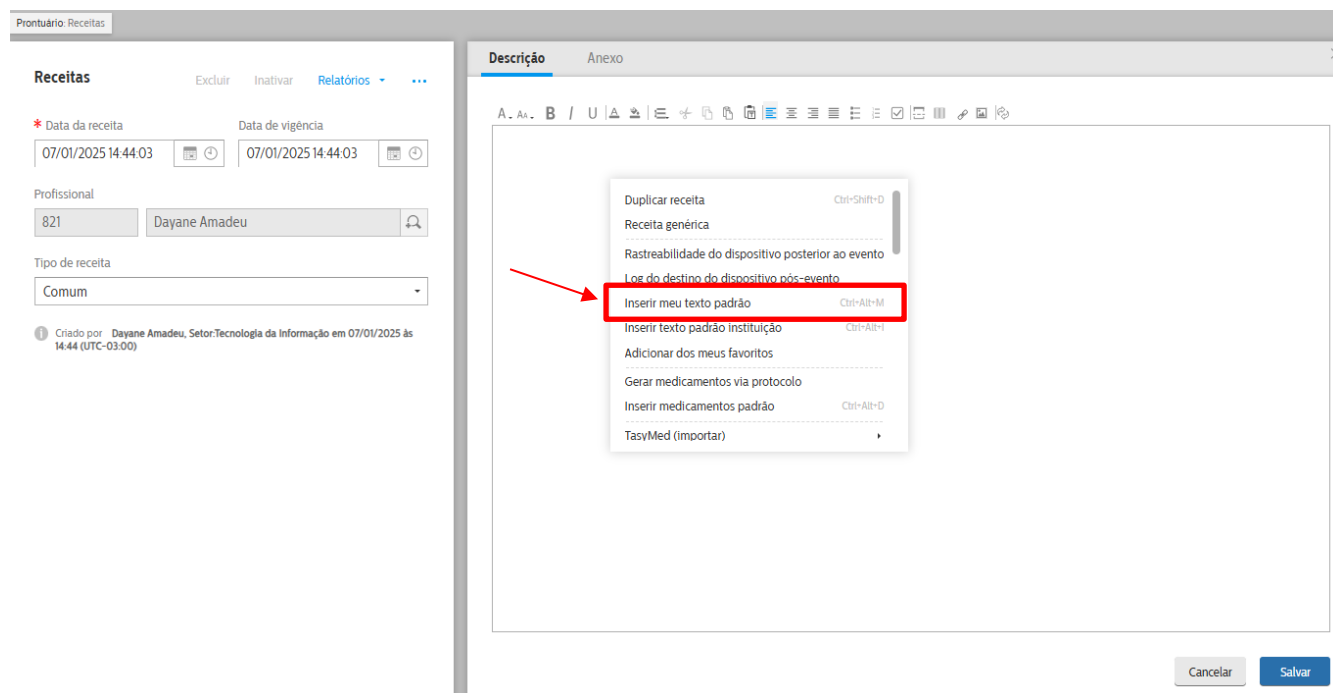 Prontuário: Receitas
Receitas
Excluir Inativar Relatórios
* Data da receita Data de vigência
07/01/2025 14:44:03 07/01/2025 14:44:03
Profissional
821 Dayane Amadeu
Tipo de receita
Comum
Criado por Dayane Amadeu, Setor:Tecnologia da Informação em 07/01/2025 às
14:44 (UTC-03:00)
Descrição Anexo
Duplicar receita Ctrl+Shift+D
Receita genérica
Rastreabilidade do dispositivo posterior ao evento
Log do destino do dispositivo pós-evento
Inserir meu texto padrão Ctrl+Alt+M
Inserir texto padrão instituição Ctrl+Alt+I
Adicionar dos meus favoritos
Gerar medicamentos via protocolo
Inserir medicamentos padrão Ctrl+Alt+D
TasyMed (importar)
Cancelar Salvar